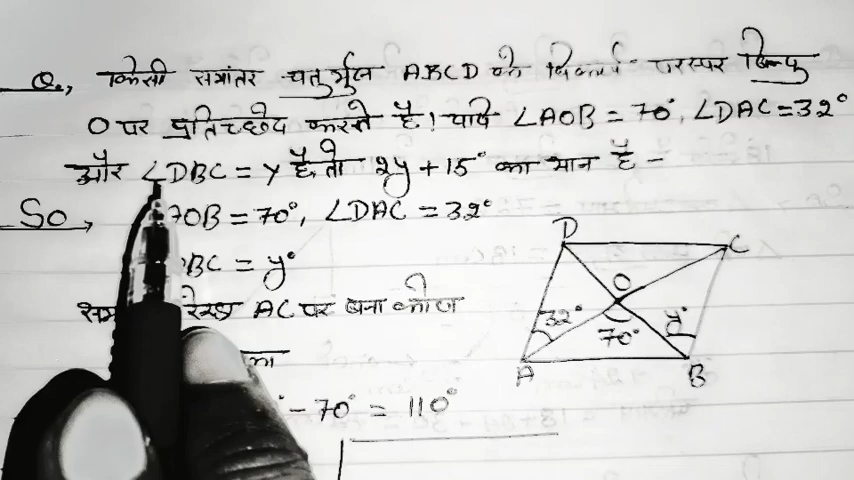 Q., किसी समांतर चतुर्भुज ABCD के विकर्ण परस्पर बिन्दु
O पर प्रतिच्छेद करते है। यदि ∠AOB = 70°, ∠DAC = 32°
और ∠DBC = y है, तो 2y + 15° का मान है -
So, OB = 70°, ∠DAC = 32°
BC = y°
रेखा AC पर बना कोण
- 70° = 110°
D
C
O
32°
70°
y°
A
B